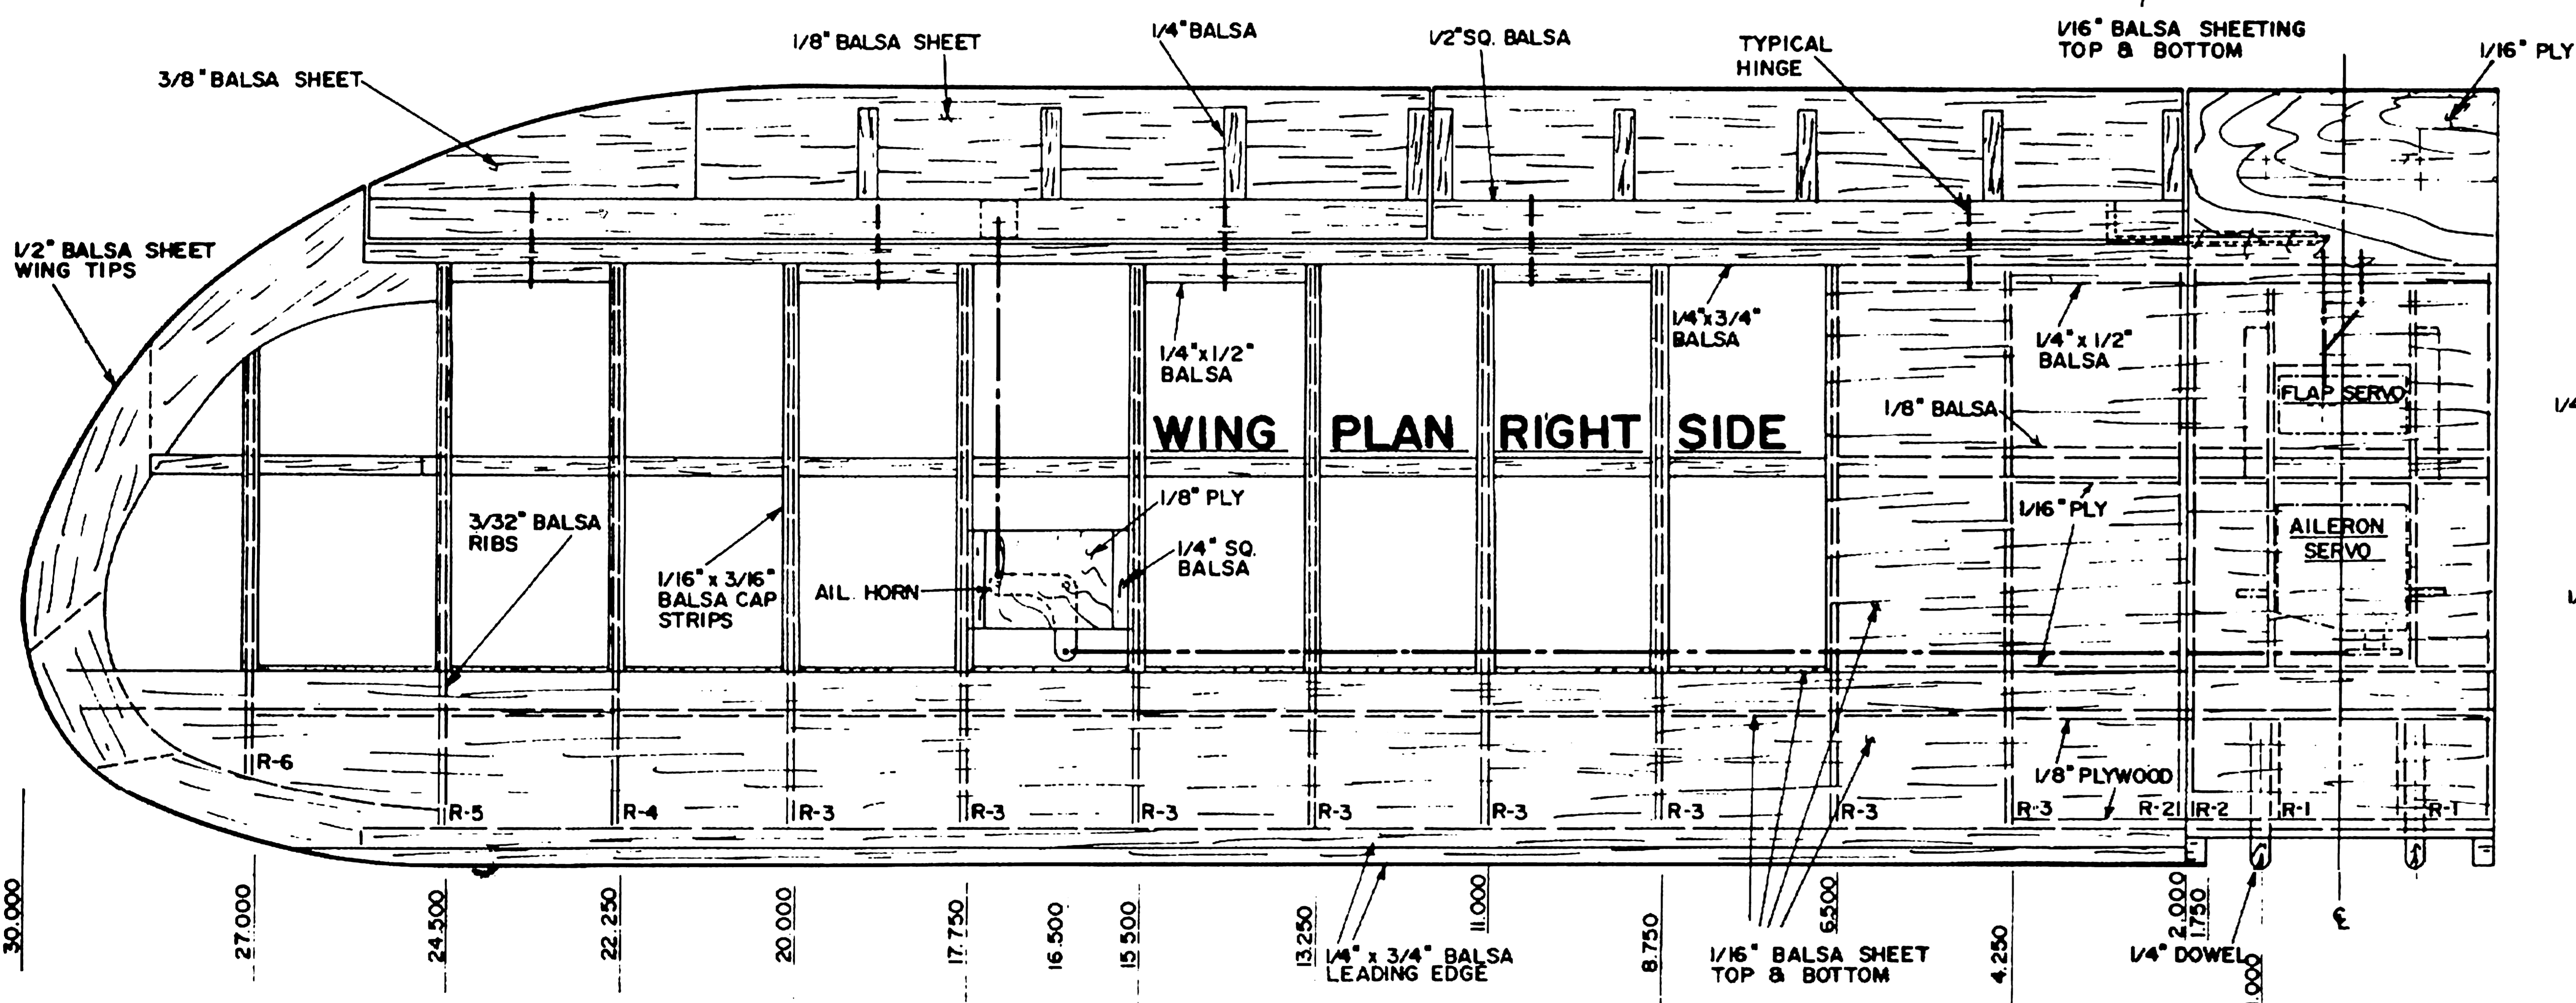 1/16" BALSA SHEETING
TOP & BOTTOM
1/4" BALSA
1/2" SQ. BALSA
1/8" BALSA SHEET
TYPICAL
HINGE
1/16" PLY
3/8" BALSA SHEET
1/2" BALSA SHEET
WING TIPS
1/4" x 3/4"
BALSA
1/4" x 1/2"
BALSA
1/4" x 1/2"
BALSA
FLAP SERVO
1/8" BALSA
WING PLAN RIGHT SIDE
1/8" PLY
1/16" PLY
3/32" BALSA
RIBS
AILERON
SERVO
1/4" SQ.
BALSA
1/16" x 3/16"
BALSA CAP
STRIPS
AIL. HORN
R-6
1/8" PLYWOOD
R-5
R-4
R-3
R-3
R-3
R-3
R-3
R-3
R-3
R-3
R-2
R-2
R-1
R-1
30.000
27.000
24.500
22.250
20.000
17.750
16.500
15.500
13.250
11.000
8.750
6.500
4.250
2.000
1.750
℄
1/4" x 3/4" BALSA
LEADING EDGE
1/16" BALSA SHEET
TOP & BOTTOM
1/4" DOWEL